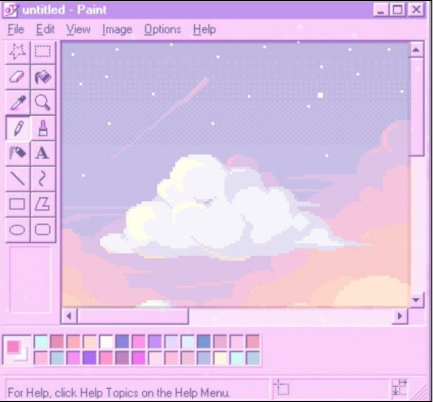 untitled - Paint
File Edit View Image Options Help
A
For Help, click Help Topics on the Help Menu.